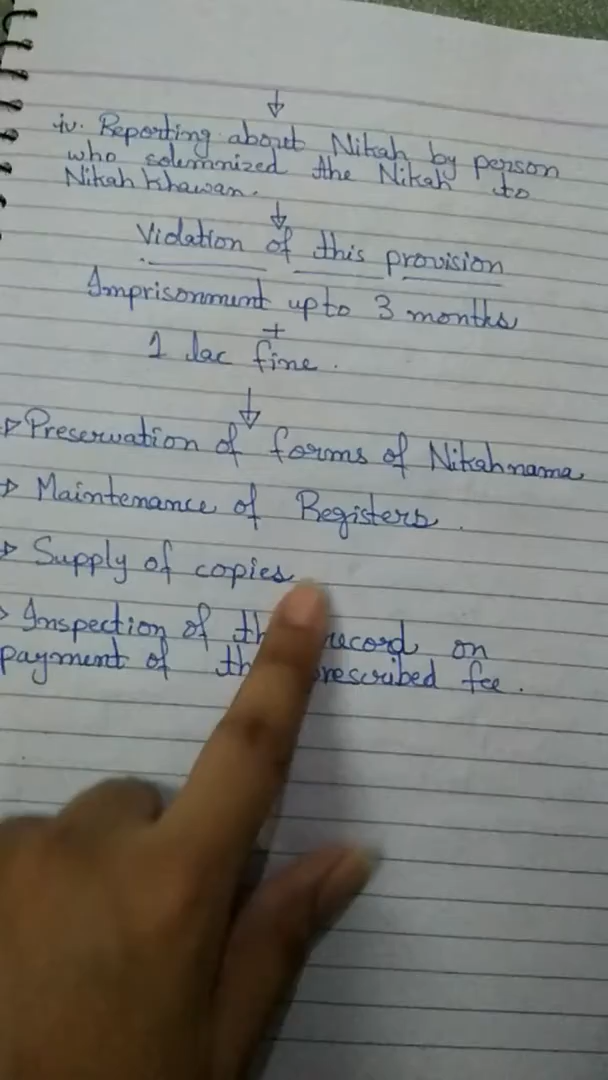 ↓
iv. Reporting about Nikah by person
who solemnized the Nikah to
Nikah Khawan.
↓
Violation of this provision
Imprisonment upto 3 months
+
1 lac fine.
↓
→ Preservation of forms of Nikahnama
→ Maintenance of Registers.
→ Supply of copies
→ Inspection of record on
payment of prescribed fee.